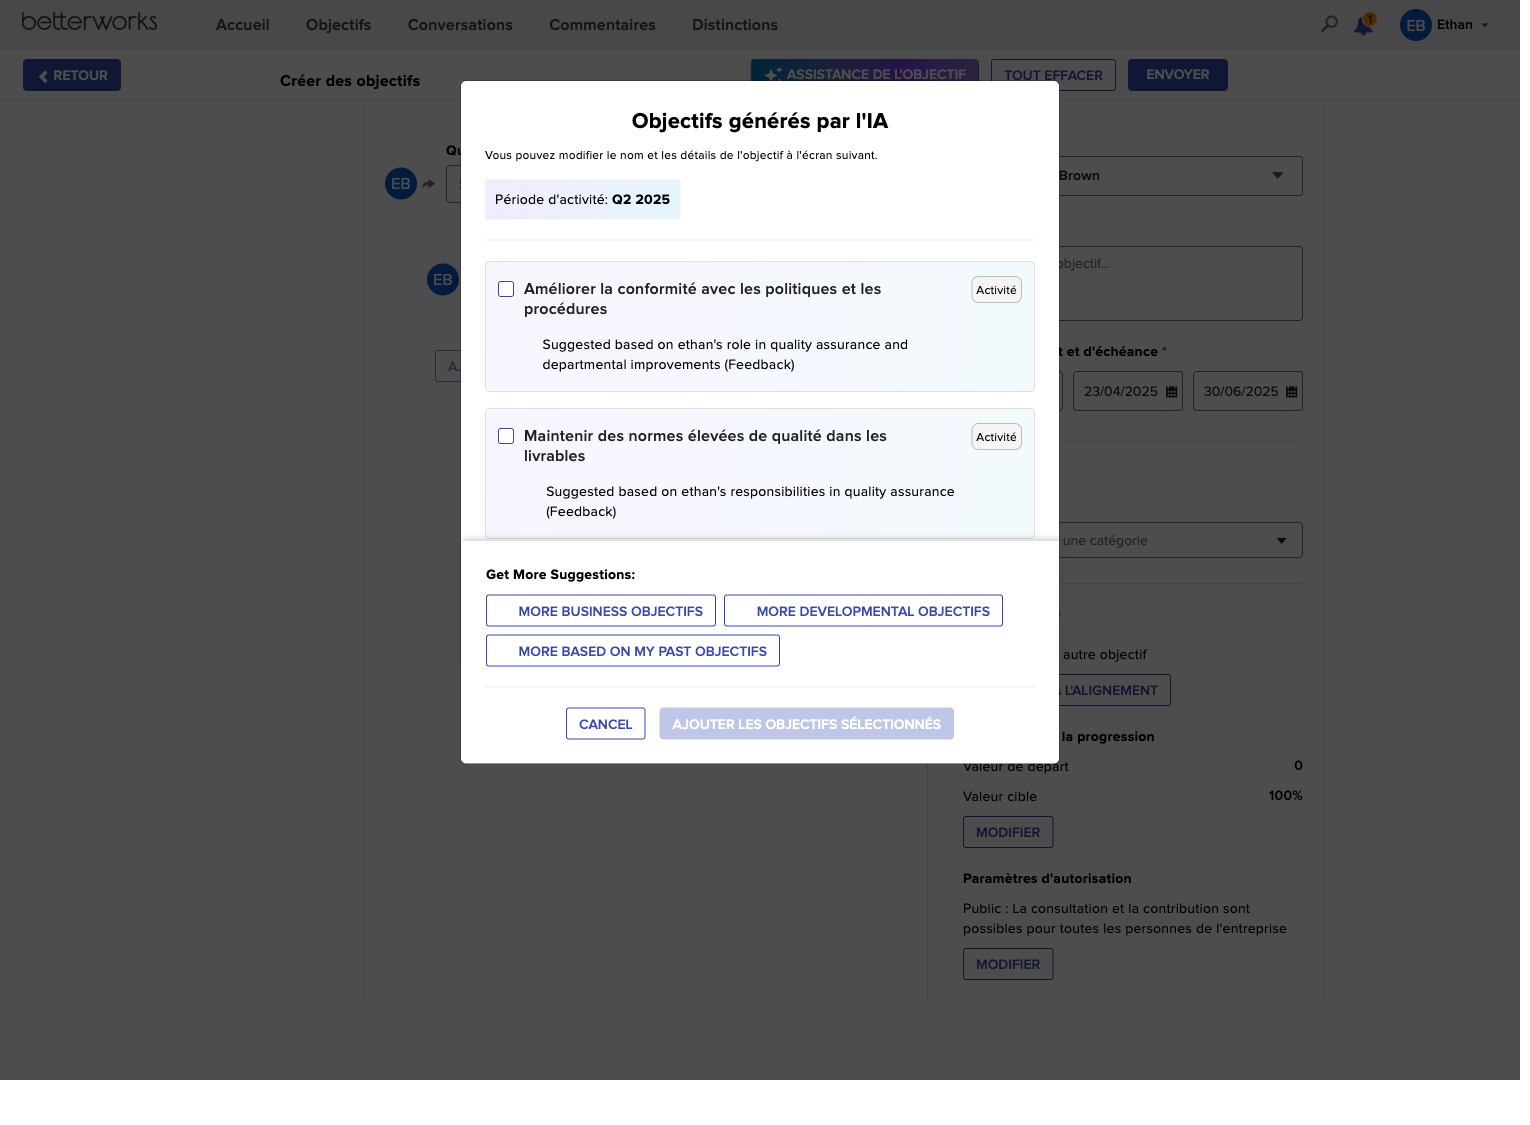 betterworks
Accueil
Objectifs
Conversations
Commentaires
Distinctions
1
EB
Ethan
RETOUR
Créer des objectifs
ASSISTANCE DE L'OBJECTIF
TOUT EFFACER
ENVOYER
EB
EB
Brown
objectif...
t et d'échéance *
23/04/2025
30/06/2025
une catégorie
autre objectif
L'ALIGNEMENT
la progression
Valeur de départ
0
Valeur cible
100%
MODIFIER
Paramètres d'autorisation
Public : La consultation et la contribution sont
possibles pour toutes les personnes de l'entreprise
MODIFIER
Objectifs générés par l'IA
Vous pouvez modifier le nom et les détails de l'objectif à l'écran suivant.
Période d'activité: Q2 2025
Améliorer la conformité avec les politiques et les
procédures
Activité
Suggested based on ethan's role in quality assurance and
departmental improvements (Feedback)
Maintenir des normes élevées de qualité dans les
livrables
Activité
Suggested based on ethan's responsibilities in quality assurance
(Feedback)
Get More Suggestions:
MORE BUSINESS OBJECTIFS
MORE DEVELOPMENTAL OBJECTIFS
MORE BASED ON MY PAST OBJECTIFS
CANCEL
AJOUTER LES OBJECTIFS SÉLECTIONNÉS